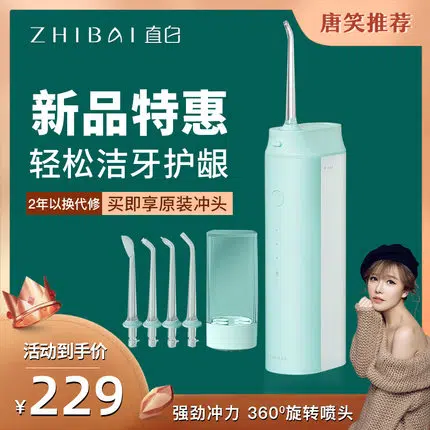 ZHIBAI 直白
唐笑推荐
新品特惠
轻松洁牙护龈
2年以换代修 买即享原装冲头
活动到手价
¥229
强劲冲力 360°旋转喷头